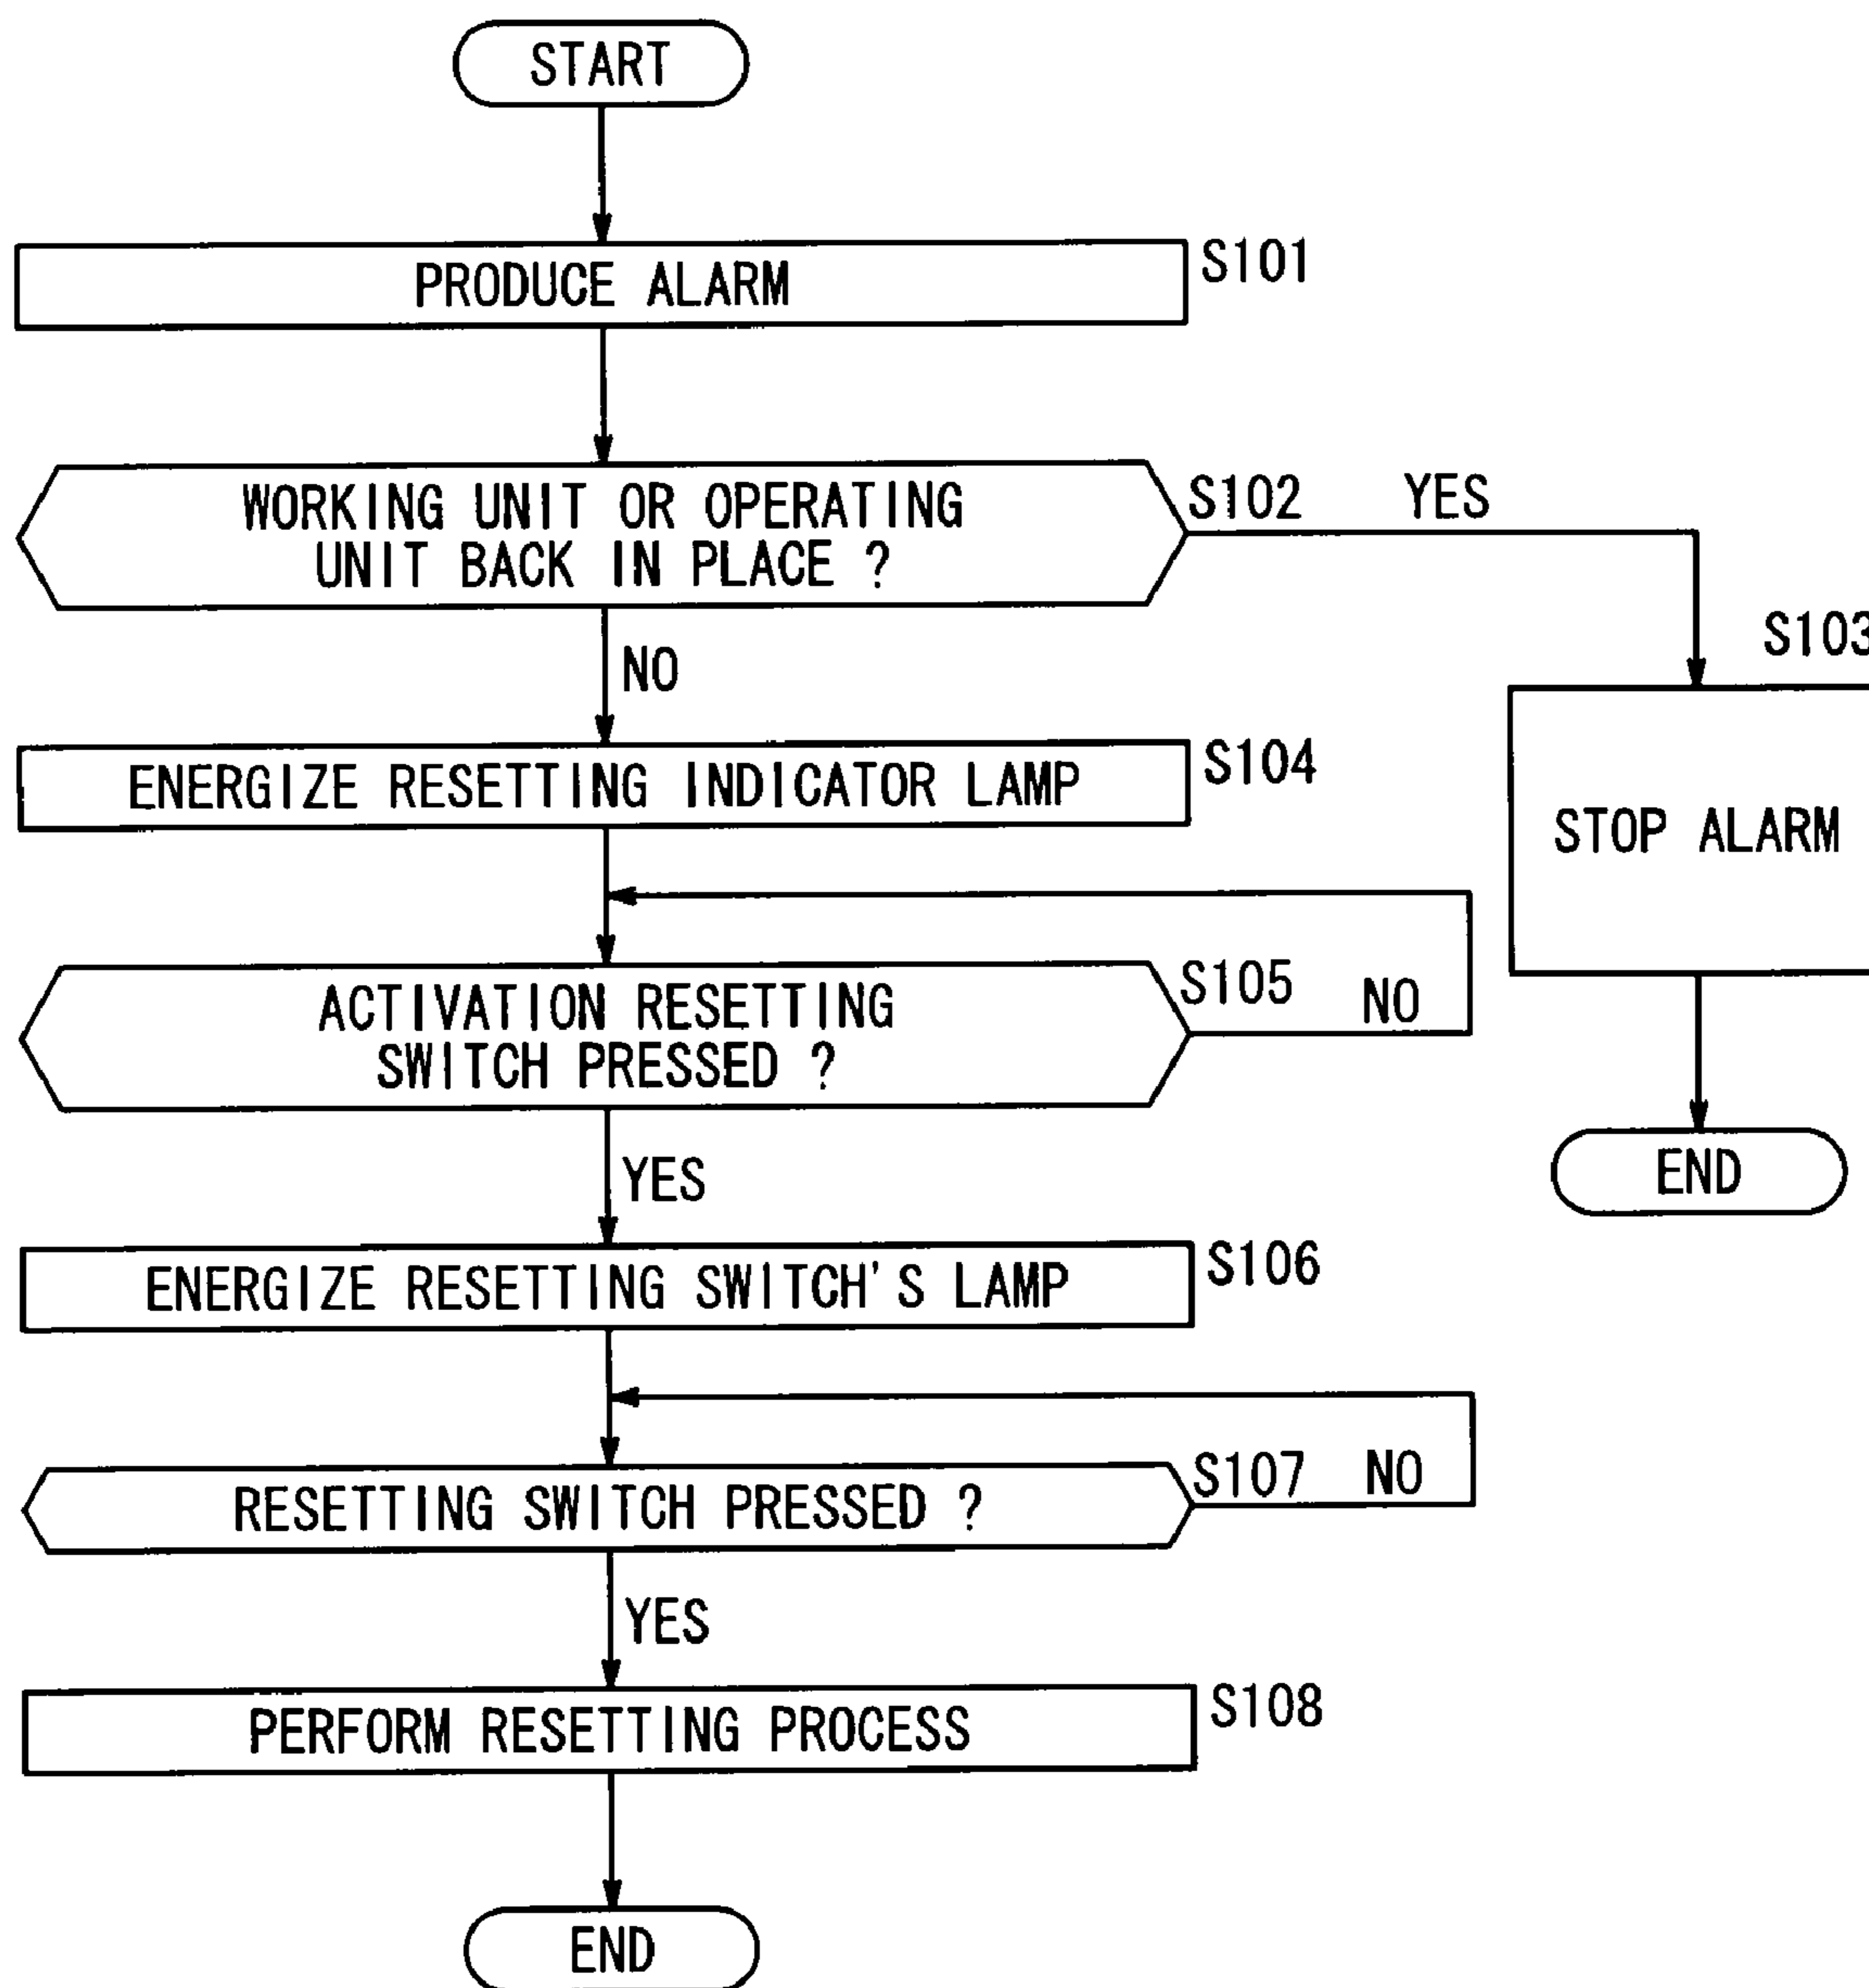 START
PRODUCE ALARM
S101
WORKING UNIT OR OPERATING
UNIT BACK IN PLACE ?
S102
YES
NO
S103
STOP ALARM
END
ENERGIZE RESETTING INDICATOR LAMP
S104
ACTIVATION RESETTING
SWITCH PRESSED ?
S105
NO
YES
ENERGIZE RESETTING SWITCH'S LAMP
S106
RESETTING SWITCH PRESSED ?
S107
NO
YES
PERFORM RESETTING PROCESS
S108
END